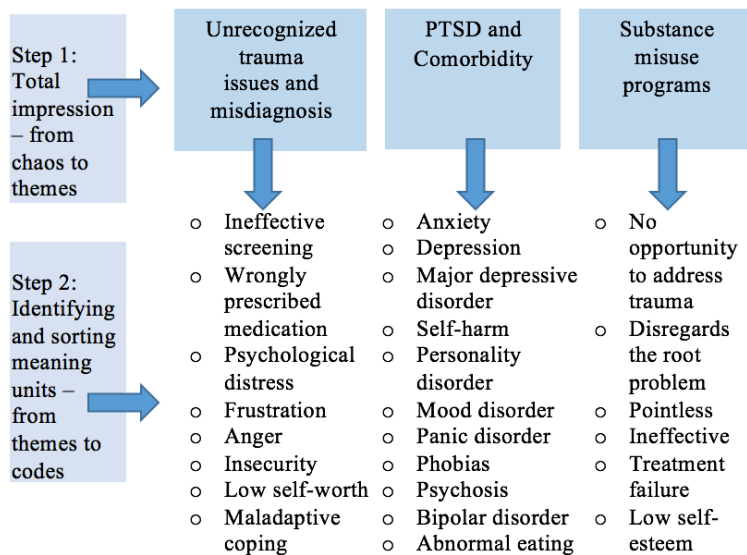 Step 1:
Total
impression
– from
chaos to
themes
Unrecognized
trauma
issues and
misdiagnosis
PTSD and
Comorbidity
Substance
misuse
programs
Step 2:
Identifying
and sorting
meaning
units –
from
themes to
codes
o Ineffective
screening
o Wrongly
prescribed
medication
o Psychological
distress
o Frustration
o Anger
o Insecurity
o Low self-worth
o Maladaptive
coping
o Anxiety
o Depression
o Major depressive
disorder
o Self-harm
o Personality
disorder
o Mood disorder
o Panic disorder
o Phobias
o Psychosis
o Bipolar disorder
o Abnormal eating
o No
opportunity
to address
trauma
o Disregards
the root
problem
o Pointless
o Ineffective
o Treatment
failure
o Low self-
esteem